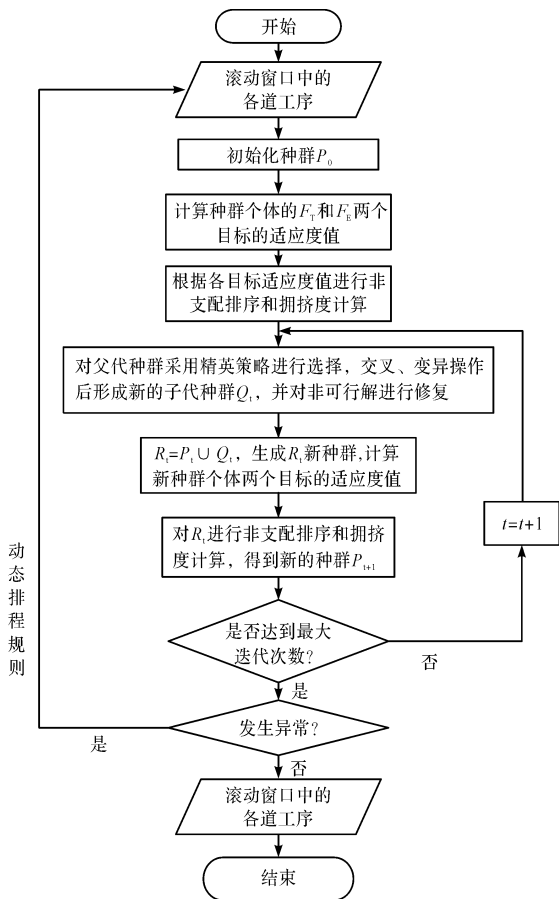 开始
滚动窗口中的
各道工序
初始化种群P₀
计算种群个体的F_T和F_E两个
目标的适应度值
根据各目标适应度值进行非
支配排序和拥挤度计算
对父代种群采用精英策略进行选择，交叉、变异操作
后形成新的子代种群Q_t，并对非可行解进行修复
R_t=P_t∪Q_t，生成R_t新种群,计算
新种群个体两个目标的适应度值
t=t+1
对R_t进行非支配排序和拥挤
度计算，得到新的种群P_{t+1}
动态排程规则
是否达到最大
迭代次数?
否
是
发生异常?
是
否
滚动窗口中的
各道工序
结束